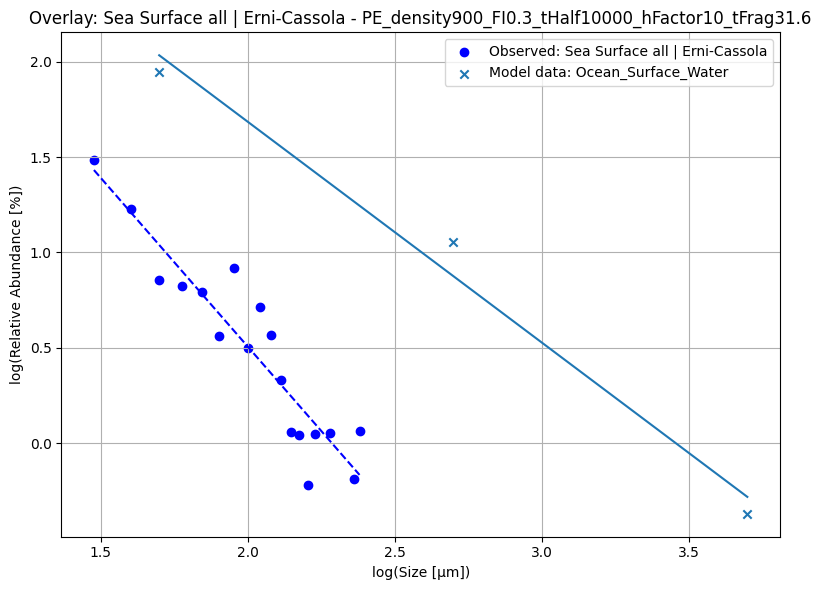 Overlay: Sea Surface all | Erni-Cassola - PE_density900_FI0.3_tHalf10000_hFactor10_tFrag31.6
Observed: Sea Surface all | Erni-Cassola
Model data: Ocean_Surface_Water
log(Relative Abundance [%])
2.0
1.5
1.0
0.5
0.0
1.5
2.0
2.5
3.0
3.5
log(Size [μm])